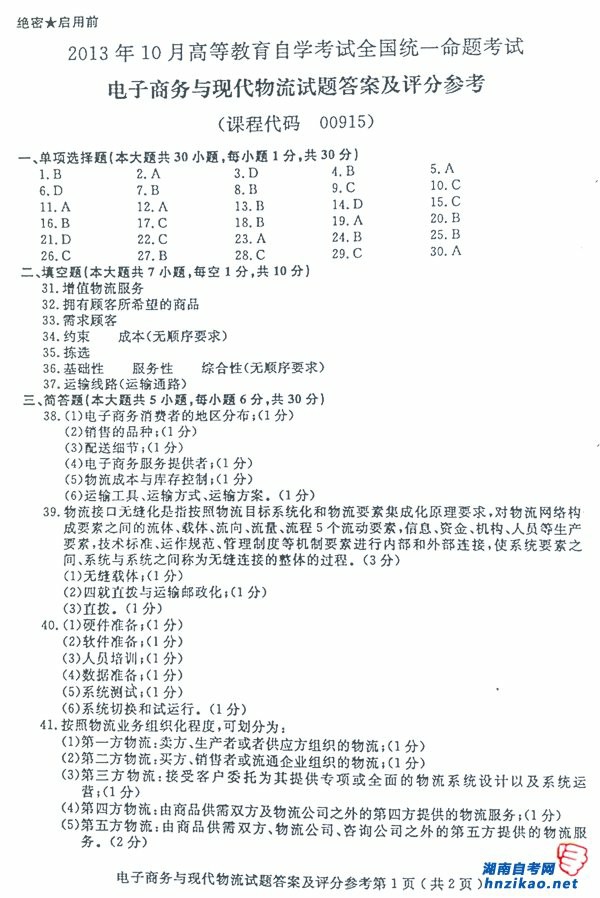 绝密★启用前
2013 年 10 月高等教育自学考试全国统一命题考试
电子商务与现代物流试题答案及评分参考
(课程代码 00915)
一、单项选择题(本大题共 30 小题,每小题 1 分,共 30 分)
1. B 2. A 3. D 4. B 5. A
6. D 7. B 8. B 9. C 10. C
11. A 12. A 13. B 14. D 15. C
16. B 17. C 18. B 19. A 20. B
21. D 22. C 23. A 24. B 25. B
26. C 27. B 28. C 29. C 30. A
二、填空题(本大题共 7 小题,每空 1 分,共 10 分)
31. 增值物流服务
32. 拥有顾客所希望的商品
33. 需求顾客
34. 约束 成本(无顺序要求)
35. 拣选
36. 基础性 服务性 综合性(无顺序要求)
37. 运输线路(运输通路)
三、简答题(本大题共 5 小题,每小题 6 分,共 30 分)
38. (1)电子商务消费者的地区分布;(1 分)
(2)销售的品种;(1 分)
(3)配送细节;(1 分)
(4)电子商务服务提供者;(1 分)
(5)物流成本与库存控制;(1 分)
(6)运输工具、运输方式、运输方案。(1 分)
39. 物流接口无缝化是指按照物流目标系统化和物流要素集成化原理要求,对物流网络构
成要素之间的流体、载体、流向、流量、流程 5 个流动要素,信息、资金、机构、人员等生产
要素,技术标准、运作规范、管理制度等机制要素进行内部和外部连接,使系统要素之
间、系统与系统之间称为无缝连接的整体的过程。(3 分)
(1)无缝载体;(1 分)
(2)四就直拨与运输邮政化;(1 分)
(3)直拨。(1 分)
40. (1)硬件准备;(1 分)
(2)软件准备;(1 分)
(3)人员培训;(1 分)
(4)数据准备;(1 分)
(5)系统测试;(1 分)
(6)系统切换和试运行。(1 分)
41. 按照物流业务组织化程度,可划分为:
(1)第一方物流:卖方、生产者或者供应方组织的物流;(1 分)
(2)第二方物流:买方、销售者或流通企业组织的物流;(1 分)
(3)第三方物流:接受客户委托为其提供专项或全面的物流系统设计以及系统运
营;(1 分)
(4)第四方物流:由商品供需双方及物流公司之外的第四方提供的物流服务;(1 分)
(5)第五方物流:由商品供需双方、物流公司、咨询公司之外的第五方提供的物流服
务。(2 分)
电子商务与现代物流试题答案及评分参考第 1 页 ( 共 2 页 )
湖南自考网
hnzikao.net